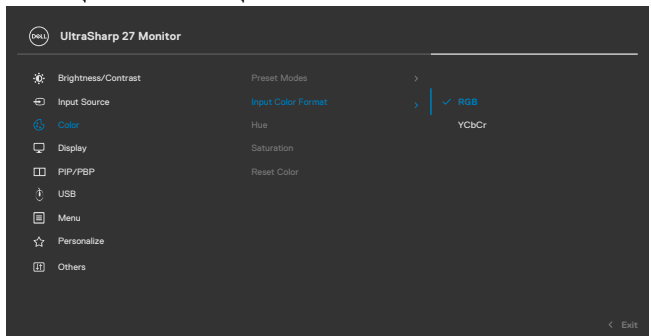 DELL UltraSharp 27 Monitor
Brightness/Contrast Preset Modes >
Input Source Input Color Format > ✓ RGB
Color Hue YCbCr
Display Saturation
PIP/PBP Reset Color
USB
Menu
Personalize
Others
< Exit